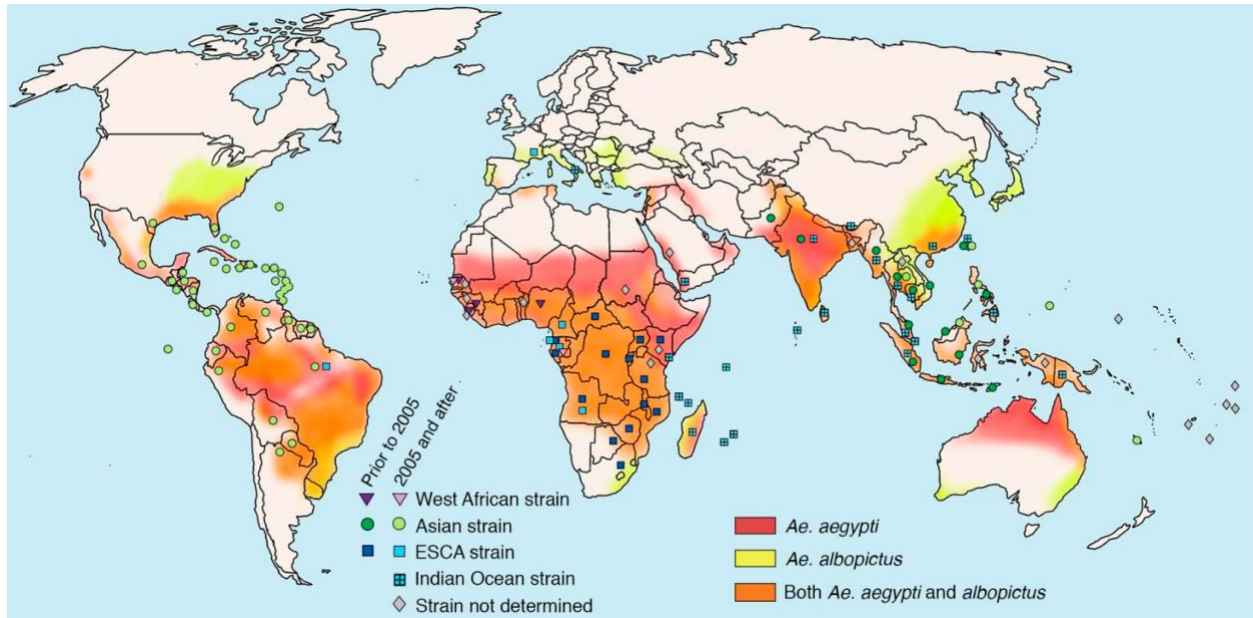 Prior to 2005
2005 and after
West African strain
Asian strain
ESCA strain
Indian Ocean strain
Strain not determined
Ae. aegypti
Ae. albopictus
Both Ae. aegypti and albopictus